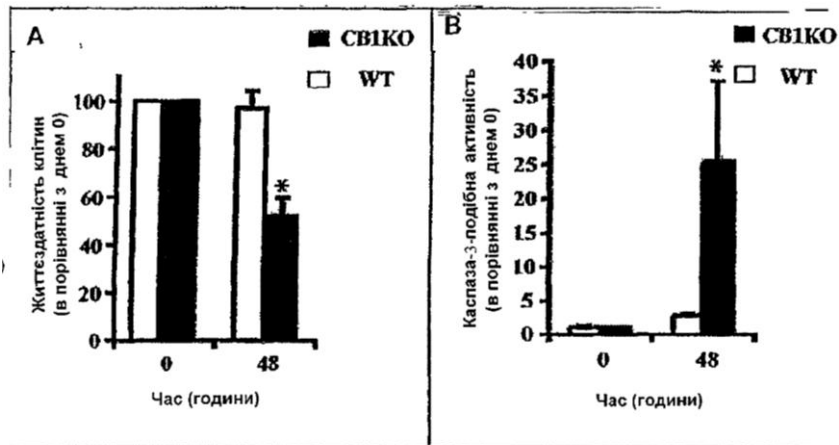 A
CB1KO
WT
Життєздатність клітин
(в порівнянні з днем 0)
100
80
60
40
20
0
*
0
48
Час (години)
B
CB1KO
WT
Каспаза-3-подібна активність
(в порівнянні з днем 0)
40
35
30
25
20
15
10
5
0
*
0
48
Час (години)